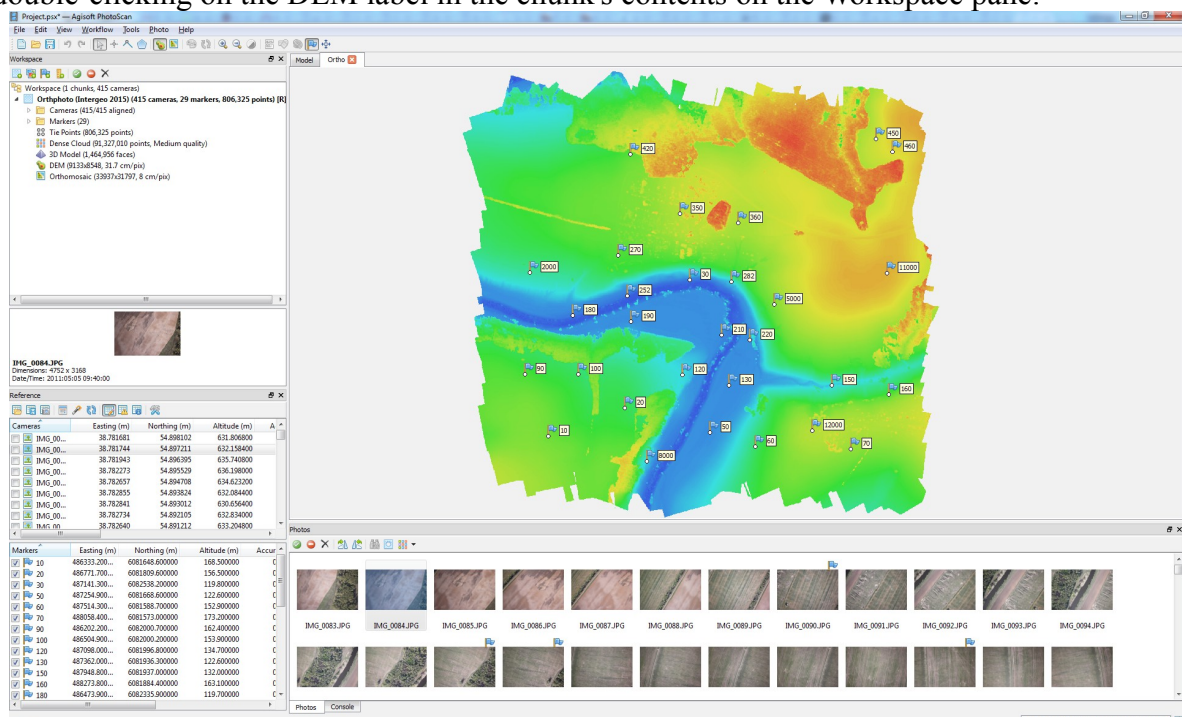 double-clicking on the DEM label in the chunk's contents on the Workspace pane.
Project.psx* — Agisoft PhotoScan
File Edit View Workflow Tools Photo Help
Workspace
Workspace (1 chunks, 415 cameras)
Orthphoto (Intergeo 2015) (415 cameras, 29 markers, 806,325 points) [R]
Cameras (415/415 aligned)
Markers (29)
Tie Points (806,325 points)
Dense Cloud (91,327,010 points, Medium quality)
3D Model (1,464,956 faces)
DEM (9133x8548, 31.7 cm/pix)
Orthomosaic (33937x31797, 8 cm/pix)
IMG_0084.JPG
Dimensions: 4752 x 3168
Date/Time: 2011:05:05 09:40:00
Reference
Cameras Easting (m) Northing (m) Altitude (m) A
IMG_00... 38.781681 54.898102 631.806800
IMG_00... 38.781744 54.897211 632.158400
IMG_00... 38.781943 54.896395 635.740800
IMG_00... 38.782273 54.895529 636.198000
IMG_00... 38.782657 54.894708 634.623200
IMG_00... 38.782855 54.893824 632.084400
IMG_00... 38.782841 54.893012 630.656400
IMG_00... 38.782734 54.892105 632.834000
IMG_00... 38.782640 54.891212 633.204800
Markers Easting (m) Northing (m) Altitude (m) Accur
10 486333.200... 6081648.600000 168.500000
20 486771.700... 6081809.600000 156.500000
30 487141.300... 6082538.200000 119.800000
50 487254.900... 6081668.600000 122.600000
60 487514.300... 6081588.700000 152.900000
70 488058.400... 6081573.000000 173.200000
90 486202.200... 6082000.700000 162.400000
100 486504.900... 6082000.200000 153.900000
120 487098.000... 6081996.800000 134.700000
130 487362.000... 6081936.300000 122.600000
150 487948.800... 6081937.000000 132.000000
160 488273.800... 6081884.400000 163.100000
180 486473.900... 6082335.900000 119.700000
Model Ortho
450
420
460
350
360
270
2000
11000
30
282
252
5000
180
190
210
220
90
100
120
130
150
160
20
12000
10
50
60
70
8000
Photos
IMG_0083.JPG IMG_0084.JPG IMG_0085.JPG IMG_0086.JPG IMG_0087.JPG IMG_0088.JPG IMG_0089.JPG IMG_0090.JPG IMG_0091.JPG IMG_0092.JPG IMG_0093.JPG IMG_0094.JPG
Photos Console